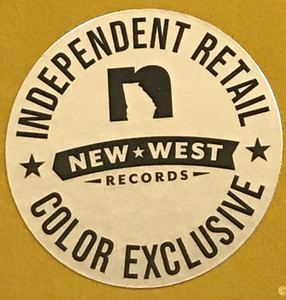 INDEPENDENT RETAIL
n
NEW★WEST
RECORDS
★ COLOR EXCLUSIVE ★
©